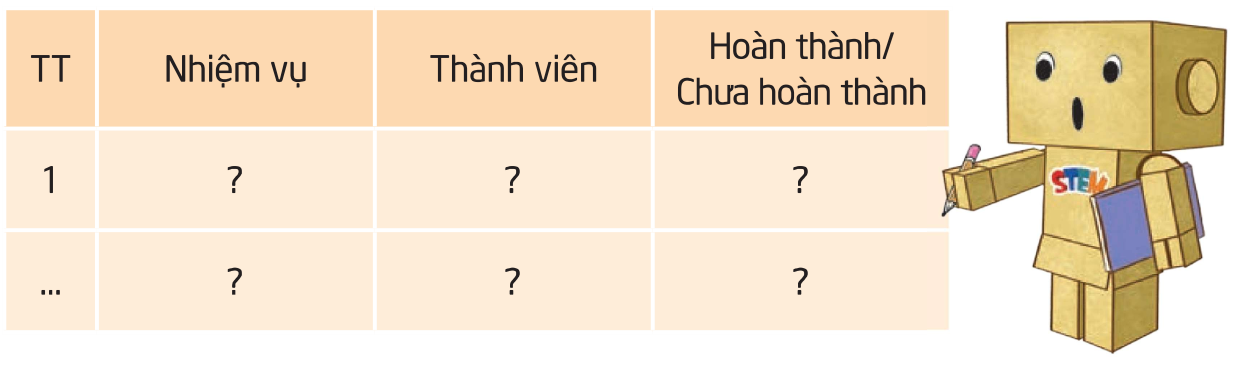 TT Nhiệm vụ Thành viên Hoàn thành/
Chưa hoàn thành
1 ? ? ?
... ? ? ?
STEM